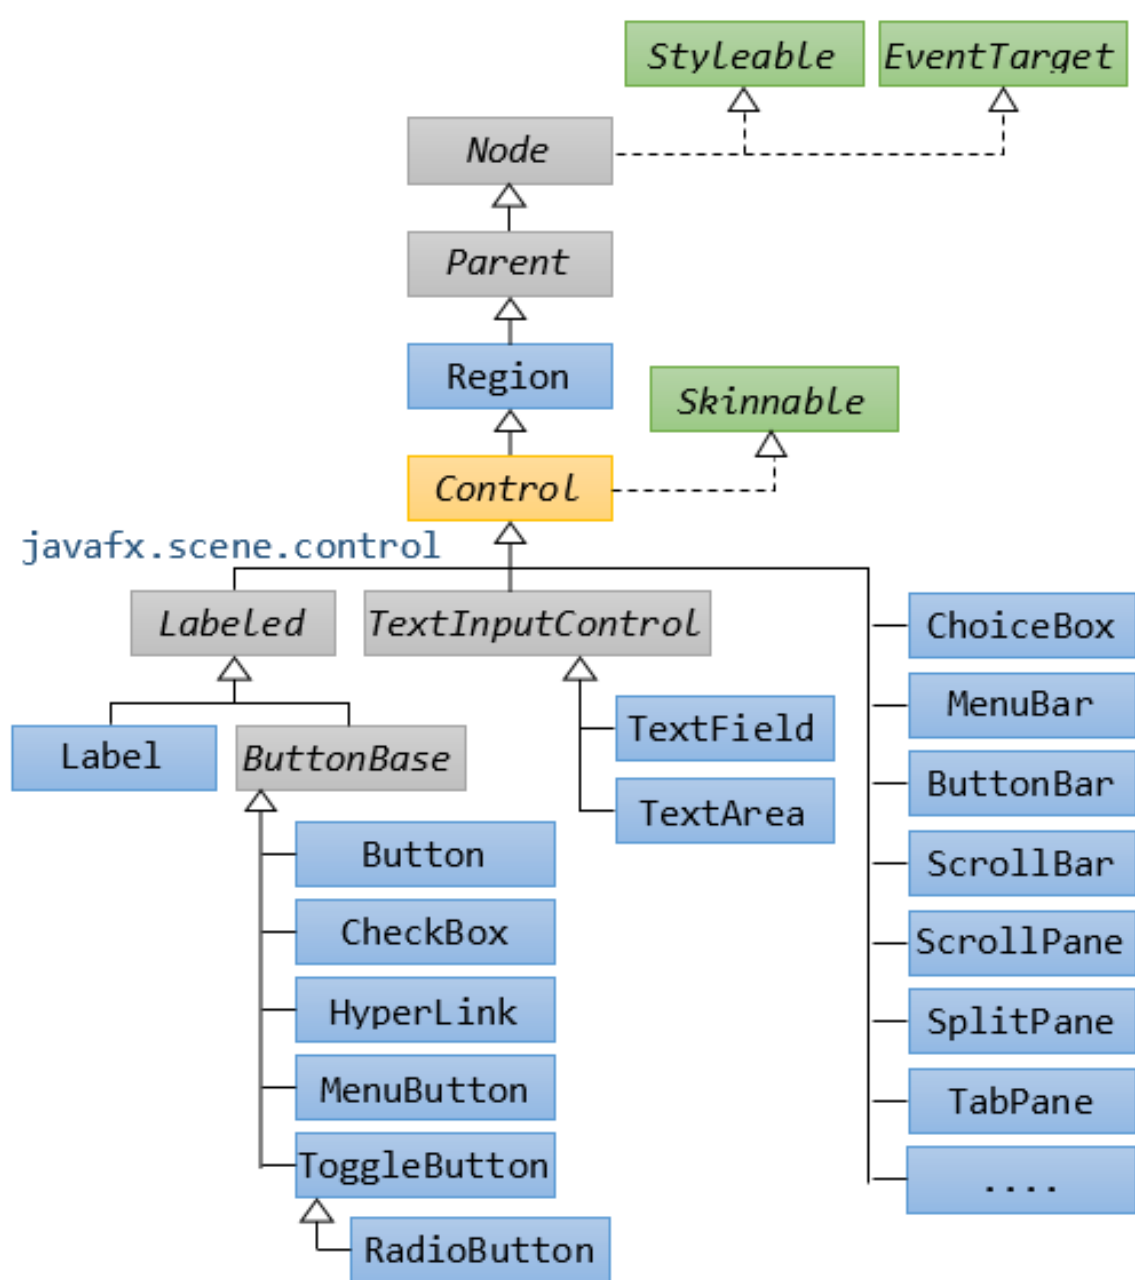 Styleable
EventTarget
Node
Parent
Region
Skinnable
Control
javafx.scene.control
Labeled
TextInputControl
ChoiceBox
MenuBar
TextField
Label
ButtonBase
ButtonBar
TextArea
Button
ScrollBar
CheckBox
ScrollPane
HyperLink
SplitPane
MenuButton
TabPane
ToggleButton
....
RadioButton